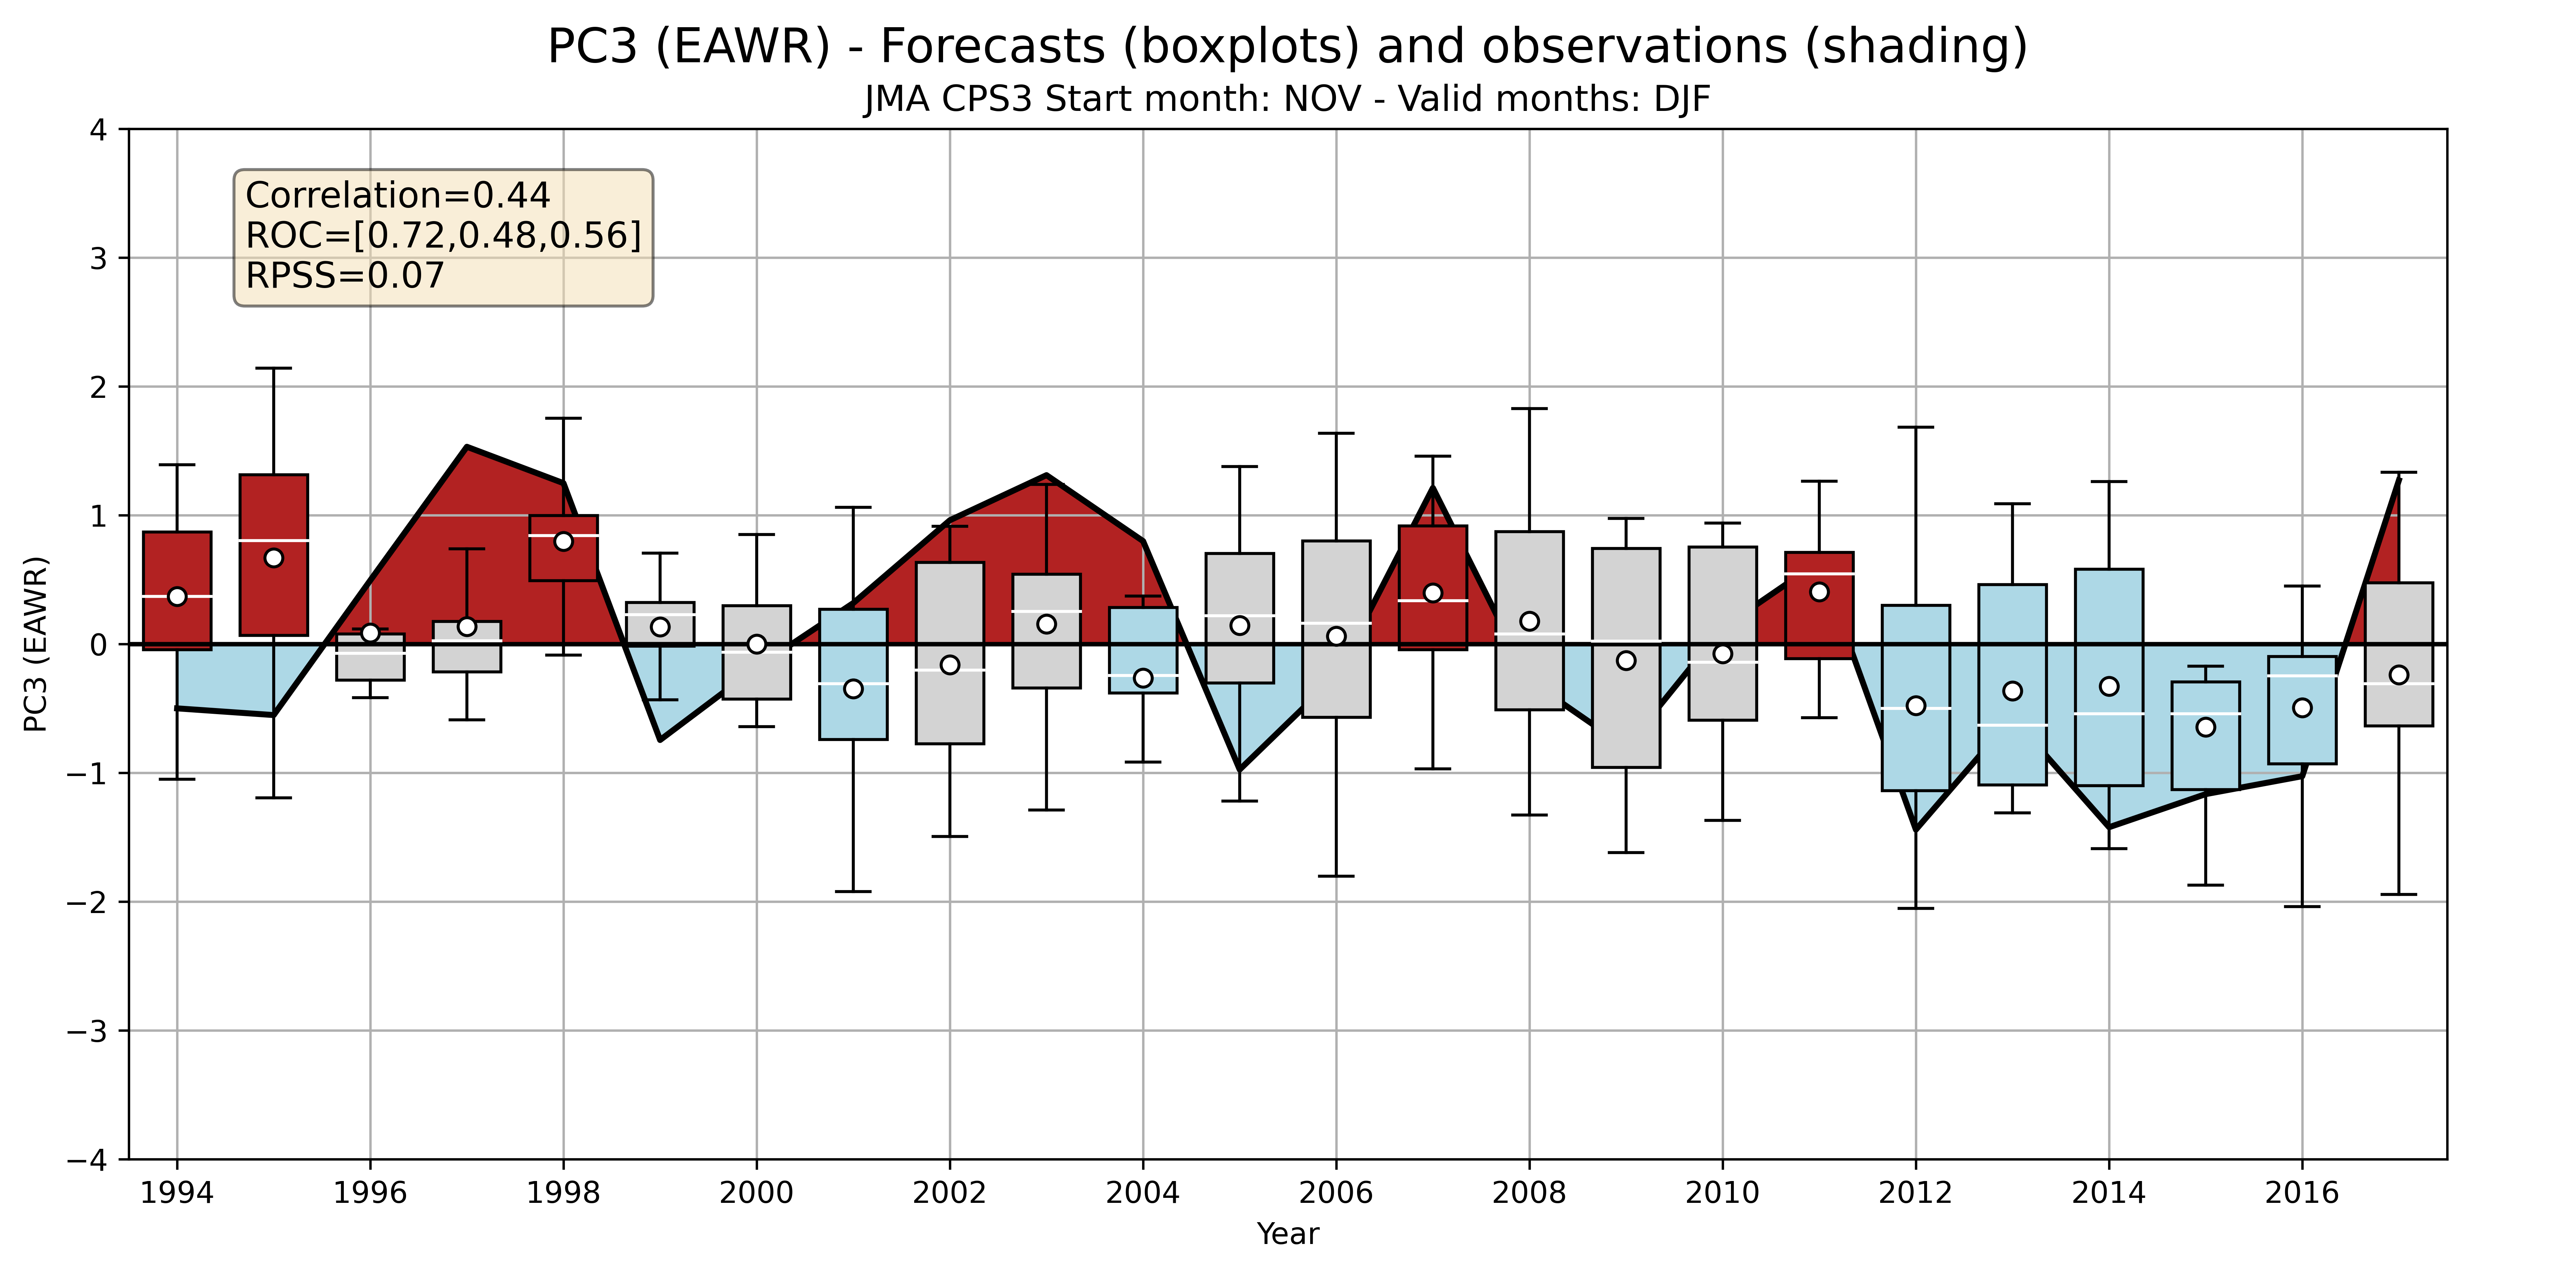 PC3 (EAWR) - Forecasts (boxplots) and observations (shading)
JMA CPS3 Start month: NOV - Valid months: DJF
Correlation=0.44
ROC=[0.72,0.48,0.56]
RPSS=0.07
PC3 (EAWR)
4
3
2
1
0
−1
−2
−3
−4
1994 1996 1998 2000 2002 2004 2006 2008 2010 2012 2014 2016
Year